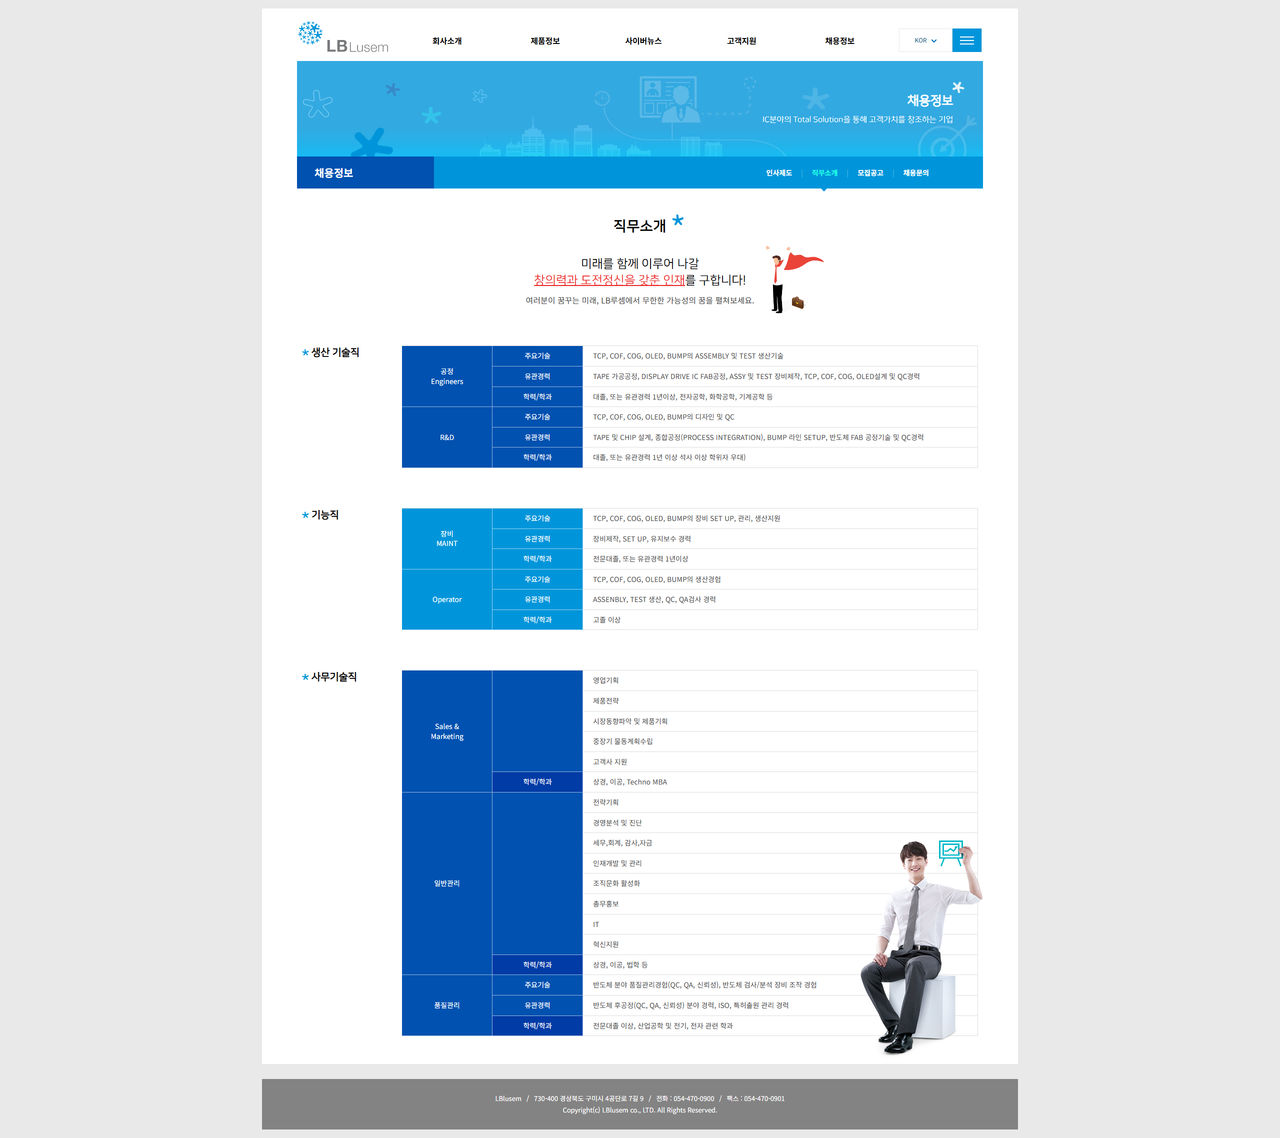 LB Lusem
회사소개
제품정보
사이버뉴스
고객지원
채용정보
KOR
채용정보
IC분야의 Total Solution을 통해 고객가치를 창조하는 기업
채용정보
인사제도
직무소개
모집공고
채용문의
직무소개
미래를 함께 이루어 나갈
창의력과 도전정신을 갖춘 인재를 구합니다!
여러분이 꿈꾸는 미래, LB루셈에서 무한한 가능성의 꿈을 펼쳐보세요.
생산 기술직
공정
Engineers
주요기술
TCP, COF, COG, OLED, BUMP의 ASSEMBLY 및 TEST 생산기술
유관경력
TAPE 가공공정, DISPLAY DRIVE IC FAB공정, ASSY 및 TEST 장비제작, TCP, COF, COG, OLED설계 및 QC경력
학력/학과
대졸, 또는 유관경력 1년이상, 전자공학, 화학공학, 기계공학 등
R&D
주요기술
TCP, COF, COG, OLED, BUMP의 디자인 및 QC
유관경력
TAPE 및 CHIP 설계, 종합공정(PROCESS INTEGRATION), BUMP 라인 SETUP, 반도체 FAB 공정기술 및 QC경력
학력/학과
대졸, 또는 유관경력 1년 이상 석사 이상 학위자 우대)
기능직
장비
MAINT
주요기술
TCP, COF, COG, OLED, BUMP의 장비 SET UP, 관리, 생산지원
유관경력
장비제작, SET UP, 유지보수 경력
학력/학과
전문대졸, 또는 유관경력 1년이상
Operator
주요기술
TCP, COF, COG, OLED, BUMP의 생산경험
유관경력
ASSENBLY, TEST 생산, QC, QA검사 경력
학력/학과
고졸 이상
사무기술직
Sales &
Marketing
영업기획
제품전략
시장동향파악 및 제품기획
중장기 물동계획수립
고객사 지원
학력/학과
상경, 이공, Techno MBA
일반관리
전략기획
경영분석 및 진단
세무,회계, 감사,자금
인재개발 및 관리
조직문화 활성화
총무홍보
IT
혁신지원
학력/학과
상경, 이공, 법학 등
품질관리
주요기술
반도체 분야 품질관리경험(QC, QA, 신뢰성), 반도체 검사/분석 장비 조작 경험
유관경력
반도체 후공정(QC, QA, 신뢰성) 분야 경력, ISO, 특허출원 관리 경력
학력/학과
전문대졸 이상, 산업공학 및 전기, 전자 관련 학과
LBlusem / 730-400 경상북도 구미시 4공단로 7길 9 / 전화 : 054-470-0900 / 팩스 : 054-470-0901
Copyright(c) LBlusem co., LTD. All Rights Reserved.